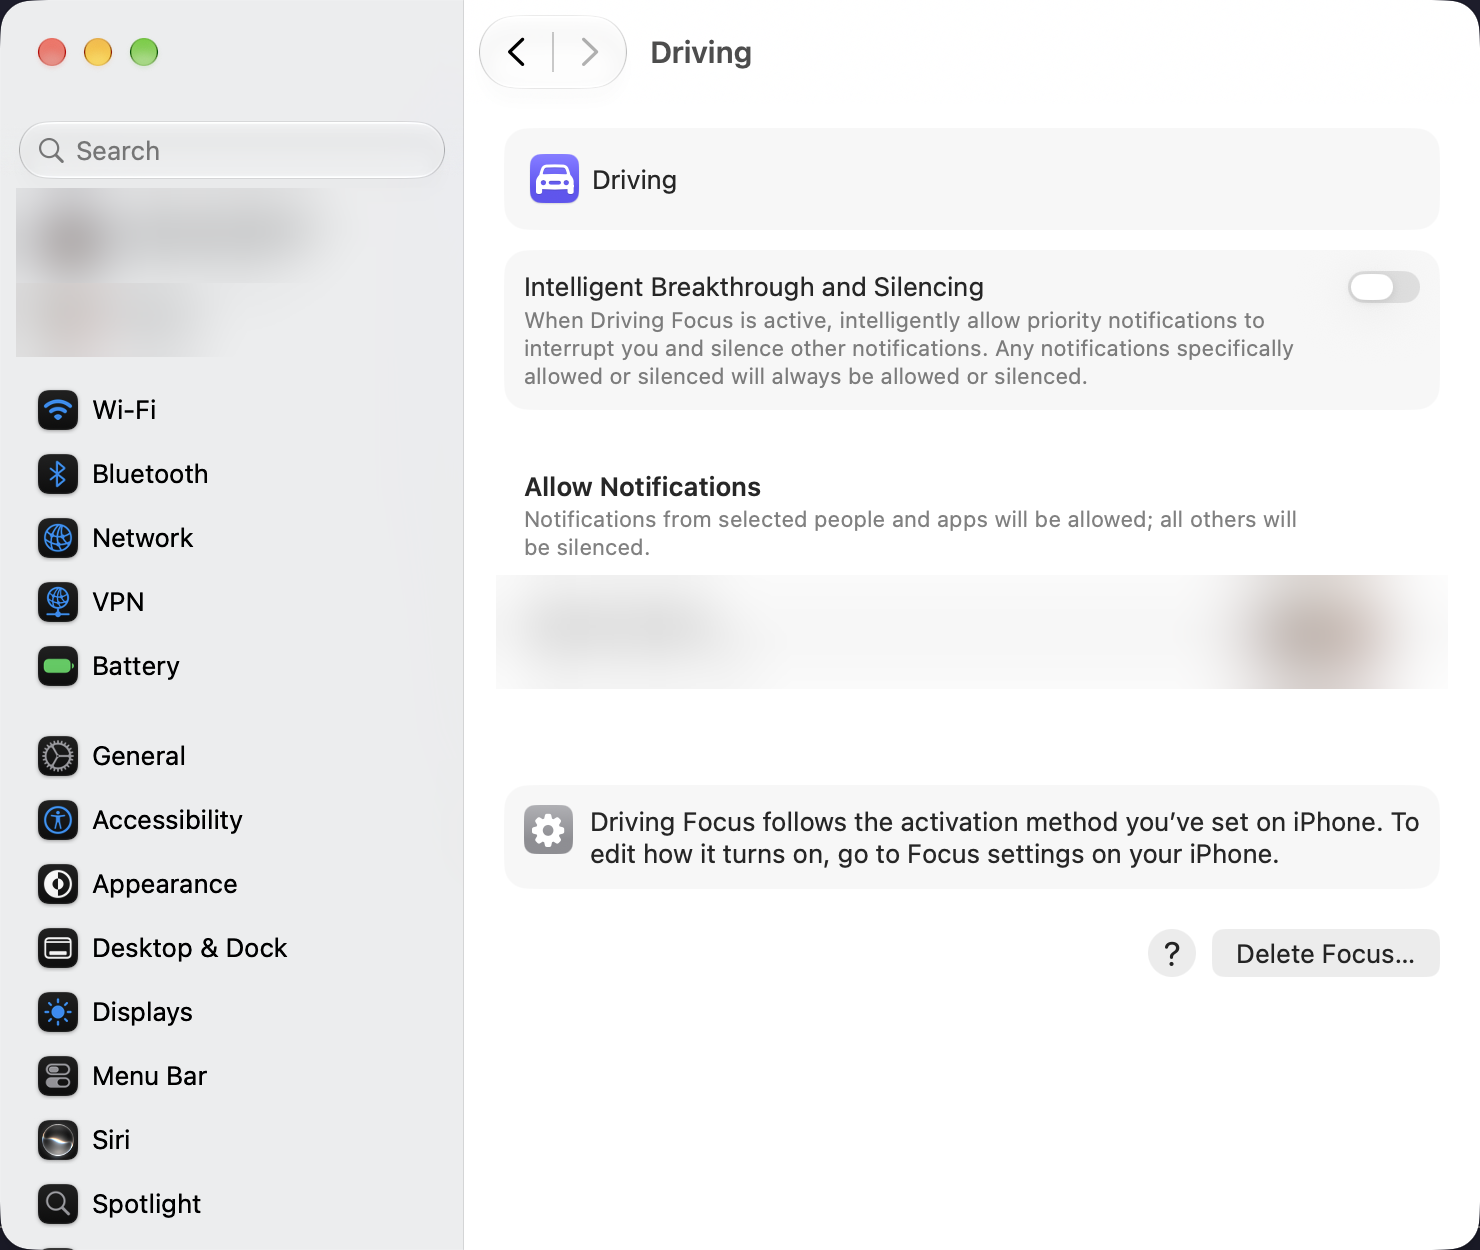 Driving
Search
Wi-Fi
Bluetooth
Network
VPN
Battery
General
Accessibility
Appearance
Desktop & Dock
Displays
Menu Bar
Siri
Spotlight
Driving
Intelligent Breakthrough and Silencing
When Driving Focus is active, intelligently allow priority notifications to
interrupt you and silence other notifications. Any notifications specifically
allowed or silenced will always be allowed or silenced.
Allow Notifications
Notifications from selected people and apps will be allowed; all others will
be silenced.
Driving Focus follows the activation method you’ve set on iPhone. To
edit how it turns on, go to Focus settings on your iPhone.
?
Delete Focus...